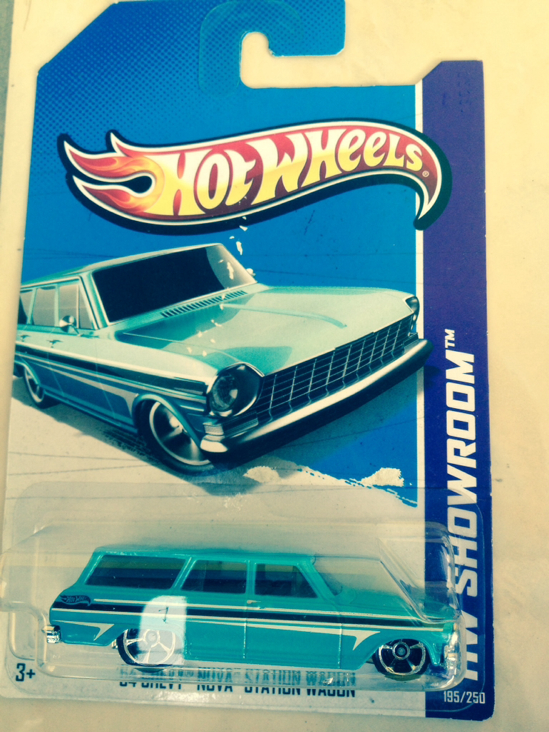 HOT WHEELS®
HW SHOWROOM™
3+
64 CHEVY NOVA STATION WAGON
195/250